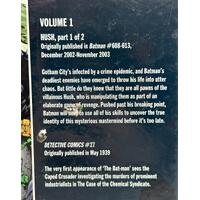 VOLUME 1
HUSH, part 1 of 2
Originally published in Batman #608-613,
December 2002-November 2003
Gotham City's infected by a crime epidemic, and Batman's
deadliest enemies have emerged to throw his life into utter
chaos. But little do they know that they are all pawns of the
villainous Hush, who is manipulating them as part of an
elaborate game of revenge. Pushed past his breaking point,
Batman will need to use all of his skills to uncover the true
identity of this mysterious mastermind before it's too late.
DETECTIVE COMICS #27
Originally published in May 1939
The very first appearance of 'The Bat-man' sees the
Caped Crusader investigating the murders of prominent
industrialists in The Case of the Chemical Syndicate.